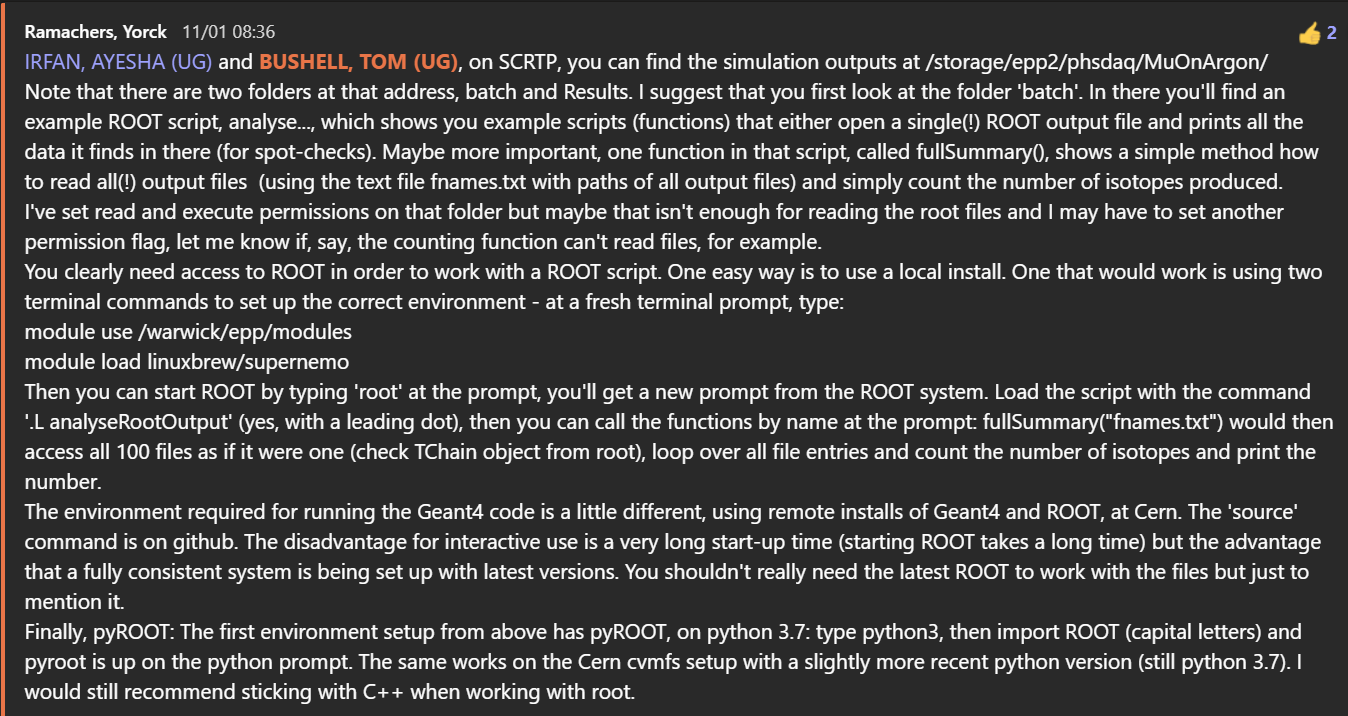 Ramachers, Yorck 11/01 08:36
👍 2
IRFAN, AYESHA (UG) and BUSHELL, TOM (UG), on SCRTP, you can find the simulation outputs at /storage/epp2/phsdaq/MuOnArgon/
Note that there are two folders at that address, batch and Results. I suggest that you first look at the folder 'batch'. In there you'll find an
example ROOT script, analyse..., which shows you example scripts (functions) that either open a single(!) ROOT output file and prints all the
data it finds in there (for spot-checks). Maybe more important, one function in that script, called fullSummary(), shows a simple method how
to read all(!) output files (using the text file fnames.txt with paths of all output files) and simply count the number of isotopes produced.
I've set read and execute permissions on that folder but maybe that isn't enough for reading the root files and I may have to set another
permission flag, let me know if, say, the counting function can't read files, for example.
You clearly need access to ROOT in order to work with a ROOT script. One easy way is to use a local install. One that would work is using two
terminal commands to set up the correct environment - at a fresh terminal prompt, type:
module use /warwick/epp/modules
module load linuxbrew/supernemo
Then you can start ROOT by typing 'root' at the prompt, you'll get a new prompt from the ROOT system. Load the script with the command
'.L analyseRootOutput' (yes, with a leading dot), then you can call the functions by name at the prompt: fullSummary("fnames.txt") would then
access all 100 files as if it were one (check TChain object from root), loop over all file entries and count the number of isotopes and print the
number.
The environment required for running the Geant4 code is a little different, using remote installs of Geant4 and ROOT, at Cern. The 'source'
command is on github. The disadvantage for interactive use is a very long start-up time (starting ROOT takes a long time) but the advantage
that a fully consistent system is being set up with latest versions. You shouldn't really need the latest ROOT to work with the files but just to
mention it.
Finally, pyROOT: The first environment setup from above has pyROOT, on python 3.7: type python3, then import ROOT (capital letters) and
pyroot is up on the python prompt. The same works on the Cern cvmfs setup with a slightly more recent python version (still python 3.7). I
would still recommend sticking with C++ when working with root.